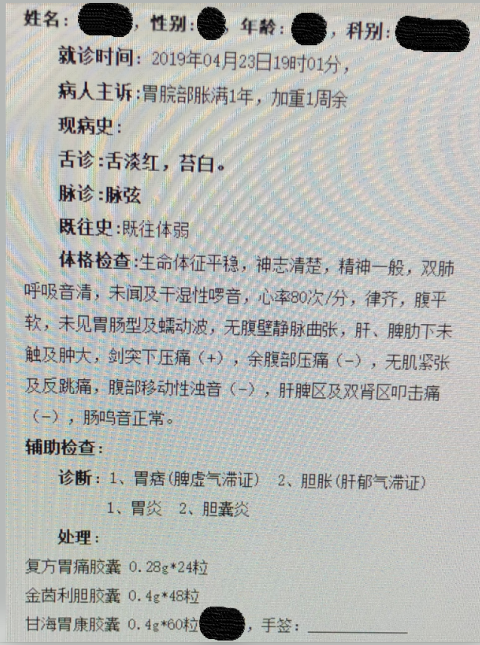 姓名：，性别：，年龄：，科别：
就诊时间：2019年04月23日19时01分，
病人主诉：胃脘部胀满1年，加重1周余
现病史：
舌诊：舌淡红，苔白。
脉诊：脉弦
既往史：既往体弱
体格检查：生命体征平稳，神志清楚，精神一般，双肺
呼吸音清，未闻及干湿性啰音，心率80次/分，律齐，腹平
软，未见胃肠型及蠕动波，无腹壁静脉曲张，肝、脾肋下未
触及肿大，剑突下压痛（+），余腹部压痛（-），无肌紧张
及反跳痛，腹部移动性浊音（-），肝脾区及双肾区叩击痛
（-），肠鸣音正常。
辅助检查：
诊断：1、胃痞(脾虚气滞证) 2、胆胀(肝郁气滞证)
1、胃炎 2、胆囊炎
处理：
复方胃痛胶囊 0.28g*24粒
金茵利胆胶囊 0.4g*48粒
甘海胃康胶囊 0.4g*60粒，手签：